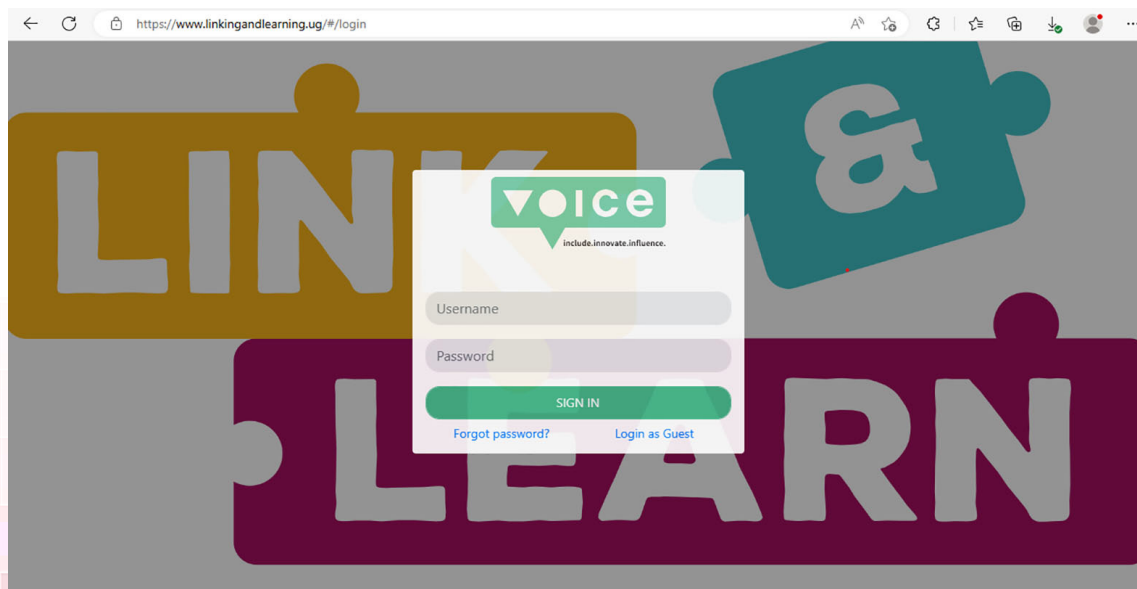 https://www.linkingandlearning.ug/#/login
LINK &
VOICE
include.innovate.influence.
Username
Password
SIGN IN
Forgot password? Login as Guest
LEARN